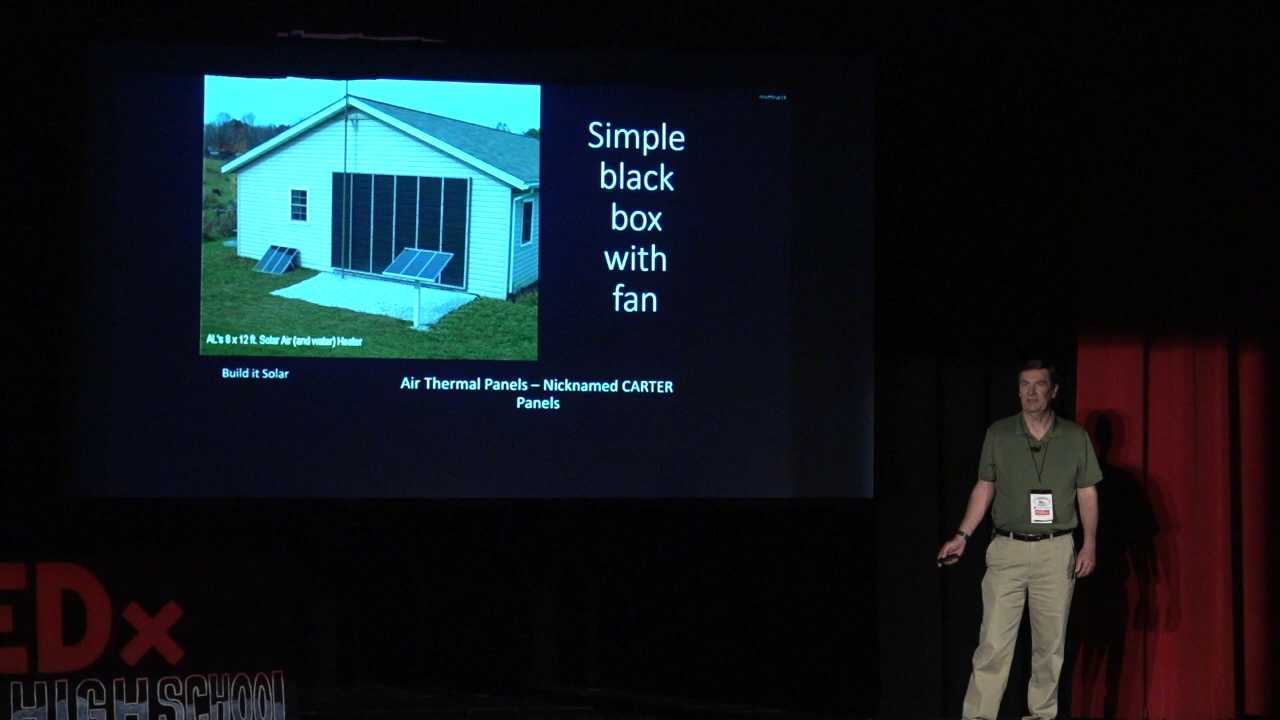 Simple
black
box
with
fan
AL's 8 x 12 ft. Solar Air (and water) Heater
Build it Solar
Air Thermal Panels – Nicknamed CARTER
Panels
EDx
HIGH SCHOOL